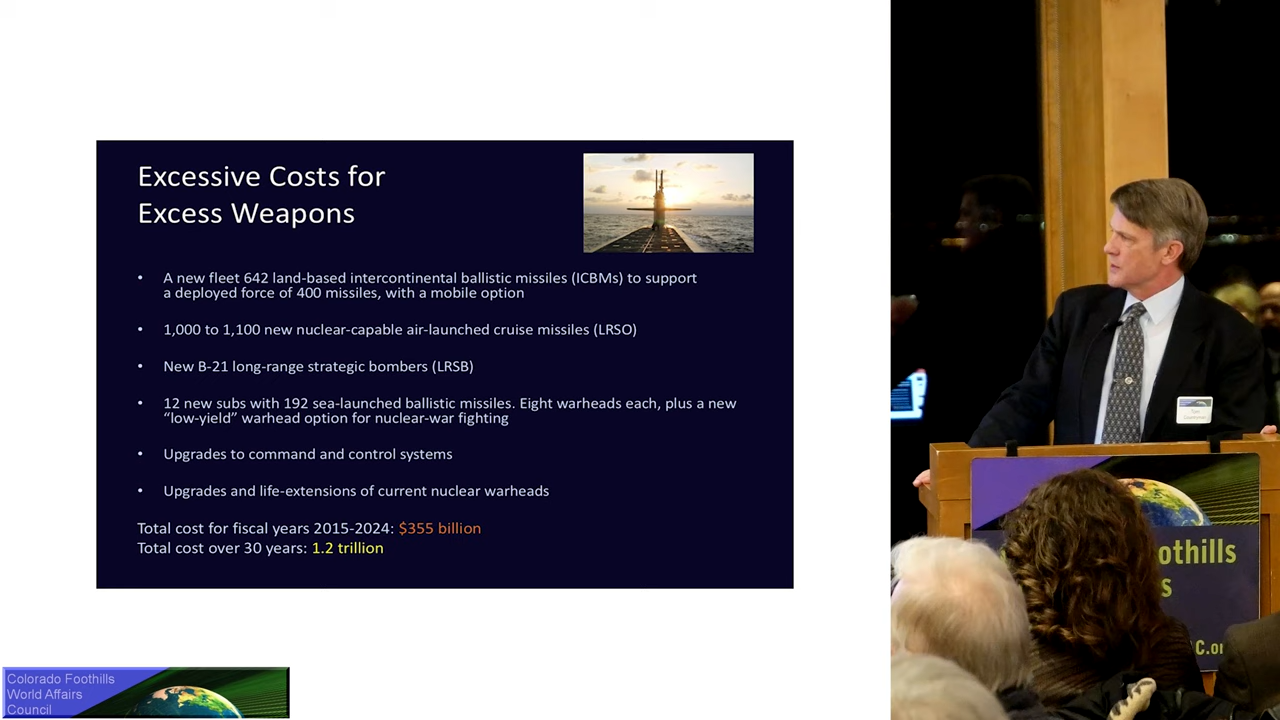 Excessive Costs for
Excess Weapons
• A new fleet 642 land-based intercontinental ballistic missiles (ICBMs) to support
a deployed force of 400 missiles, with a mobile option
• 1,000 to 1,100 new nuclear-capable air-launched cruise missiles (LRSO)
• New B-21 long-range strategic bombers (LRSB)
• 12 new subs with 192 sea-launched ballistic missiles. Eight warheads each, plus a new
“low-yield” warhead option for nuclear-war fighting
• Upgrades to command and control systems
• Upgrades and life-extensions of current nuclear warheads
Total cost for fiscal years 2015-2024: $355 billion
Total cost over 30 years: 1.2 trillion
Colorado Foothills
World Affairs
Council
Tom
oothills
s
C.or